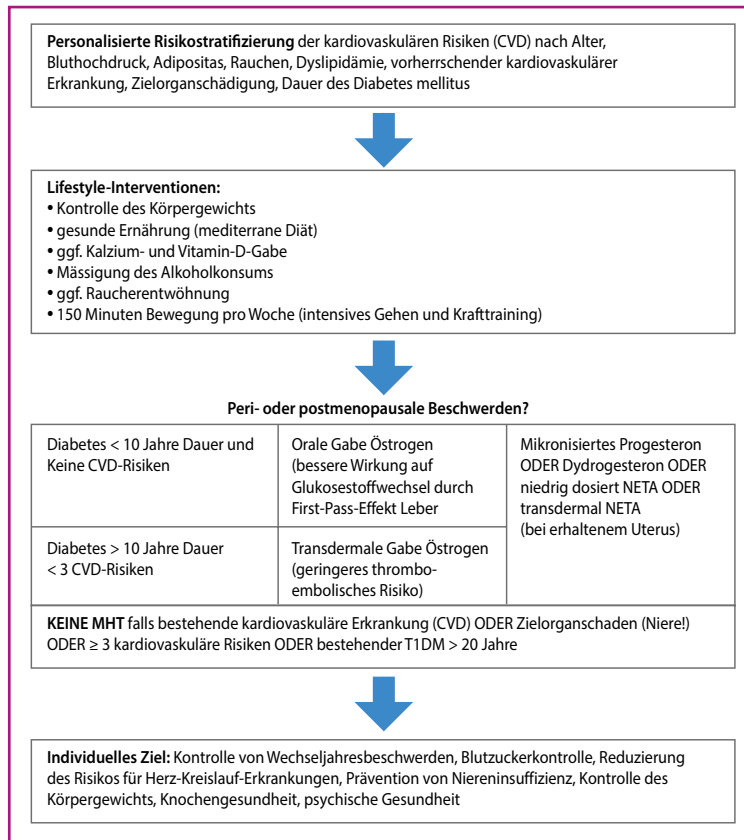 Personalisierte Risikostratifizierung der kardiovaskulären Risiken (CVD) nach Alter,
Bluthochdruck, Adipositas, Rauchen, Dyslipidämie, vorherrschender kardiovaskulärer
Erkrankung, Zielorganschädigung, Dauer des Diabetes mellitus
Lifestyle-Interventionen:
• Kontrolle des Körpergewichts
• gesunde Ernährung (mediterrane Diät)
• ggf. Kalzium- und Vitamin-D-Gabe
• Mässigung des Alkoholkonsums
• ggf. Raucherentwöhnung
• 150 Minuten Bewegung pro Woche (intensives Gehen und Krafttraining)
Peri- oder postmenopausale Beschwerden?
Diabetes < 10 Jahre Dauer und
Keine CVD-Risiken
Orale Gabe Östrogen
(bessere Wirkung auf
Glukosestoffwechsel durch
First-Pass-Effekt Leber
Mikronisiertes Progesteron
ODER Dydrogesteron ODER
niedrig dosiert NETA ODER
transdermal NETA
(bei erhaltenem Uterus)
Diabetes > 10 Jahre Dauer
< 3 CVD-Risiken
Transdermale Gabe Östrogen
(geringeres thrombo-
embolisches Risiko)
KEINE MHT falls bestehende kardiovaskuläre Erkrankung (CVD) ODER Zielorganschaden (Niere!)
ODER ≥ 3 kardiovaskuläre Risiken ODER bestehender T1DM > 20 Jahre
Individuelles Ziel: Kontrolle von Wechseljahresbeschwerden, Blutzuckerkontrolle, Reduzierung
des Risikos für Herz-Kreislauf-Erkrankungen, Prävention von Niereninsuffizienz, Kontrolle des
Körpergewichts, Knochengesundheit, psychische Gesundheit